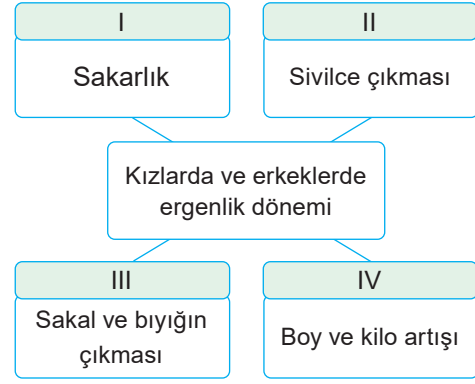 I
Sakarlık
II
Sivilce çıkması
Kızlarda ve erkeklerde
ergenlik dönemi
III
Sakal ve bıyığın
çıkması
IV
Boy ve kilo artışı